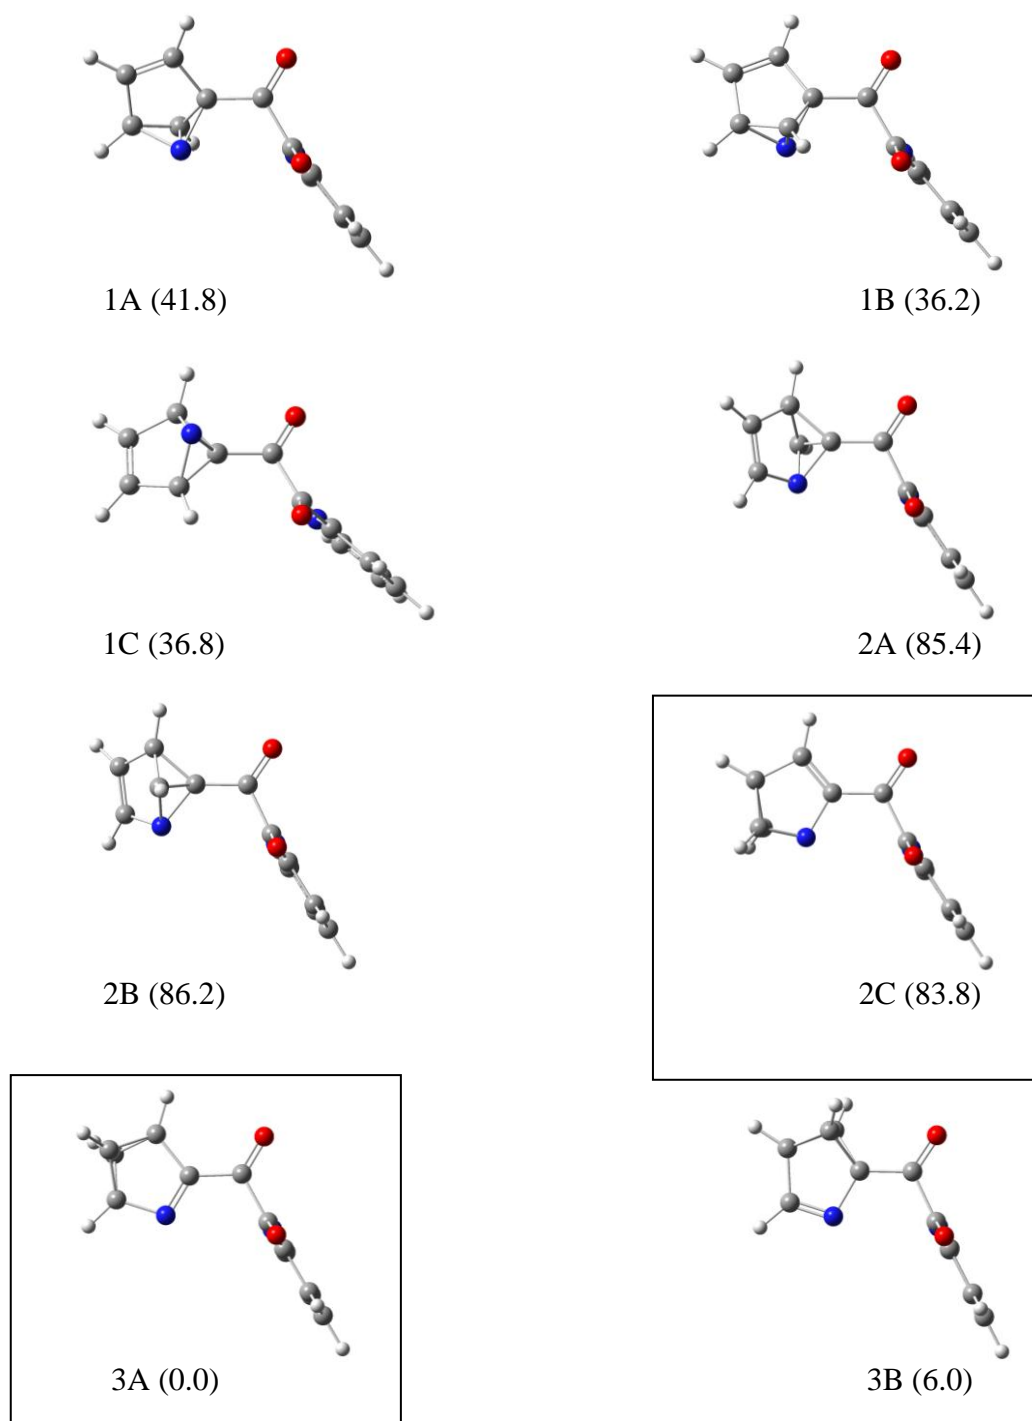 1A (41.8)
1B (36.2)
1C (36.8)
2A (85.4)
2B (86.2)
2C (83.8)
3A (0.0)
3B (6.0)